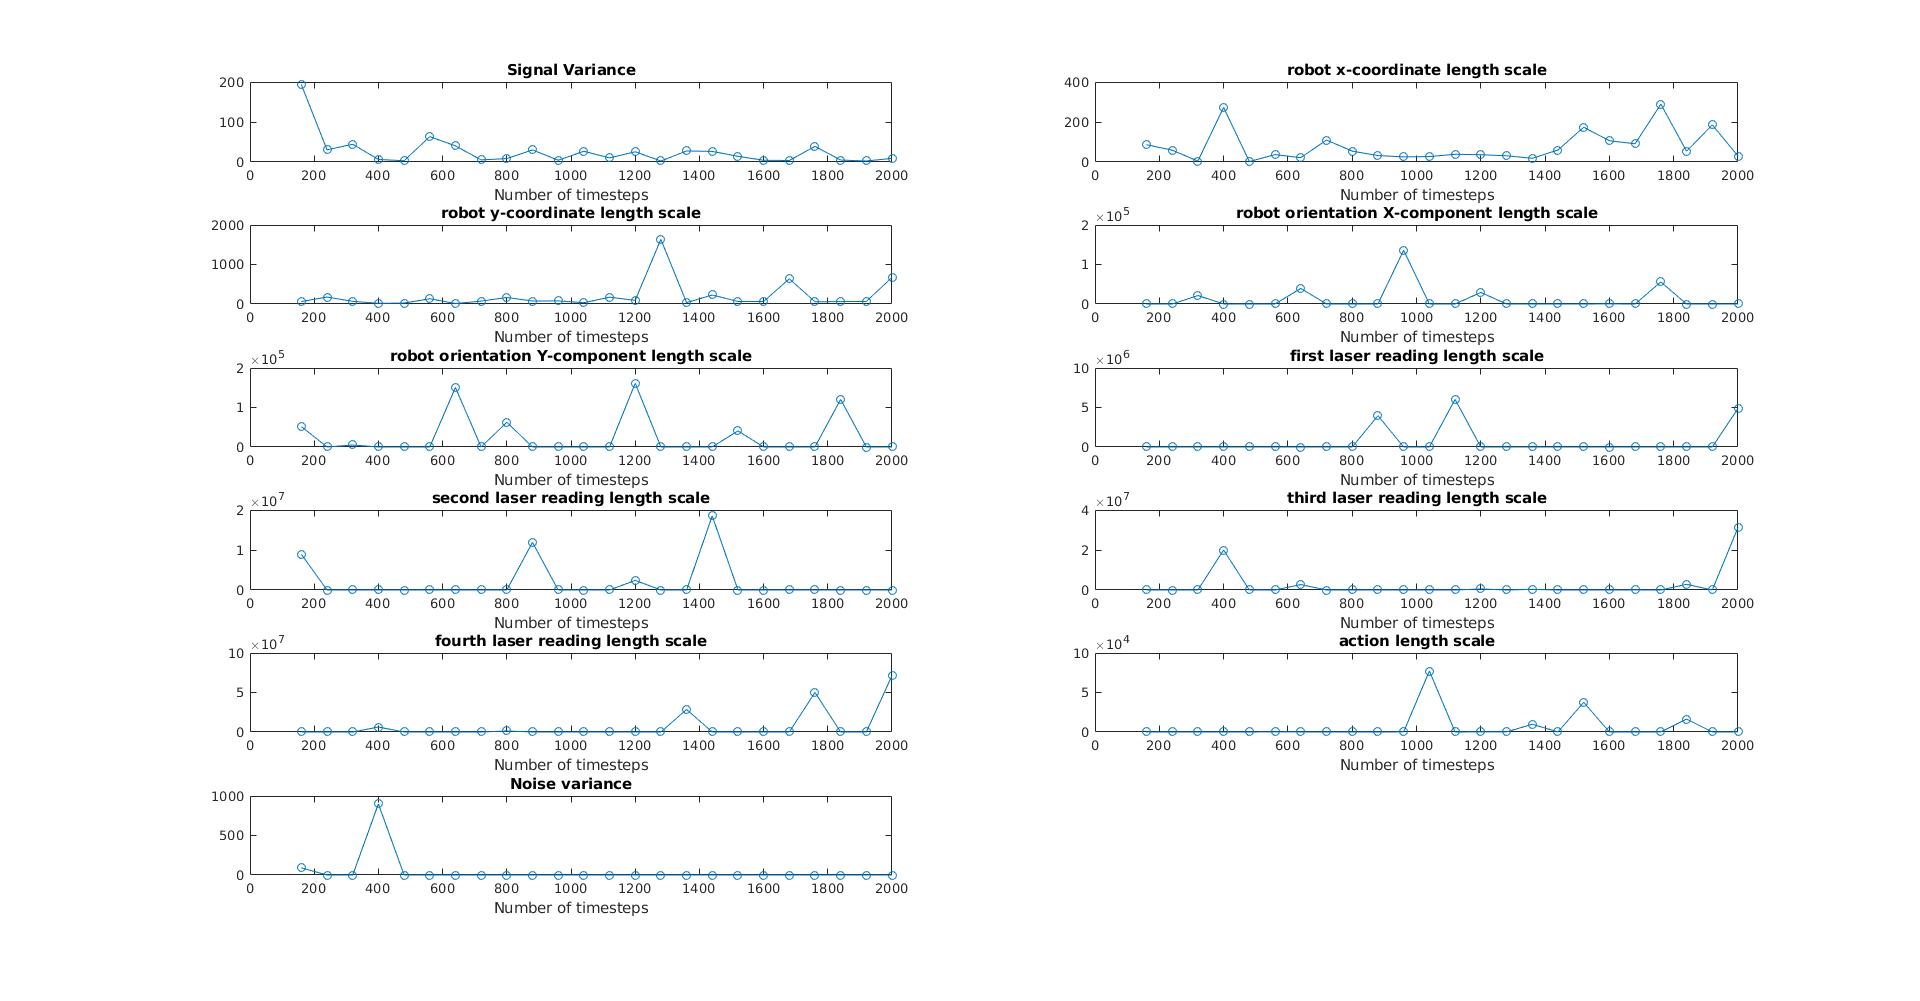 Signal Variance
200
100
0
0 200 400 600 800 1000 1200 1400 1600 1800 2000
Number of timesteps
robot x-coordinate length scale
400
200
0
0 200 400 600 800 1000 1200 1400 1600 1800 2000
Number of timesteps
robot y-coordinate length scale
2000
1000
0
0 200 400 600 800 1000 1200 1400 1600 1800 2000
Number of timesteps
robot orientation X-component length scale
×10^5
2
1
0
0 200 400 600 800 1000 1200 1400 1600 1800 2000
Number of timesteps
robot orientation Y-component length scale
×10^5
2
1
0
0 200 400 600 800 1000 1200 1400 1600 1800 2000
Number of timesteps
first laser reading length scale
×10^6
10
5
0
0 200 400 600 800 1000 1200 1400 1600 1800 2000
Number of timesteps
second laser reading length scale
×10^7
2
1
0
0 200 400 600 800 1000 1200 1400 1600 1800 2000
Number of timesteps
third laser reading length scale
×10^7
4
2
0
0 200 400 600 800 1000 1200 1400 1600 1800 2000
Number of timesteps
fourth laser reading length scale
×10^7
10
5
0
0 200 400 600 800 1000 1200 1400 1600 1800 2000
Number of timesteps
action length scale
×10^4
10
5
0
0 200 400 600 800 1000 1200 1400 1600 1800 2000
Number of timesteps
Noise variance
1000
500
0
0 200 400 600 800 1000 1200 1400 1600 1800 2000
Number of timesteps